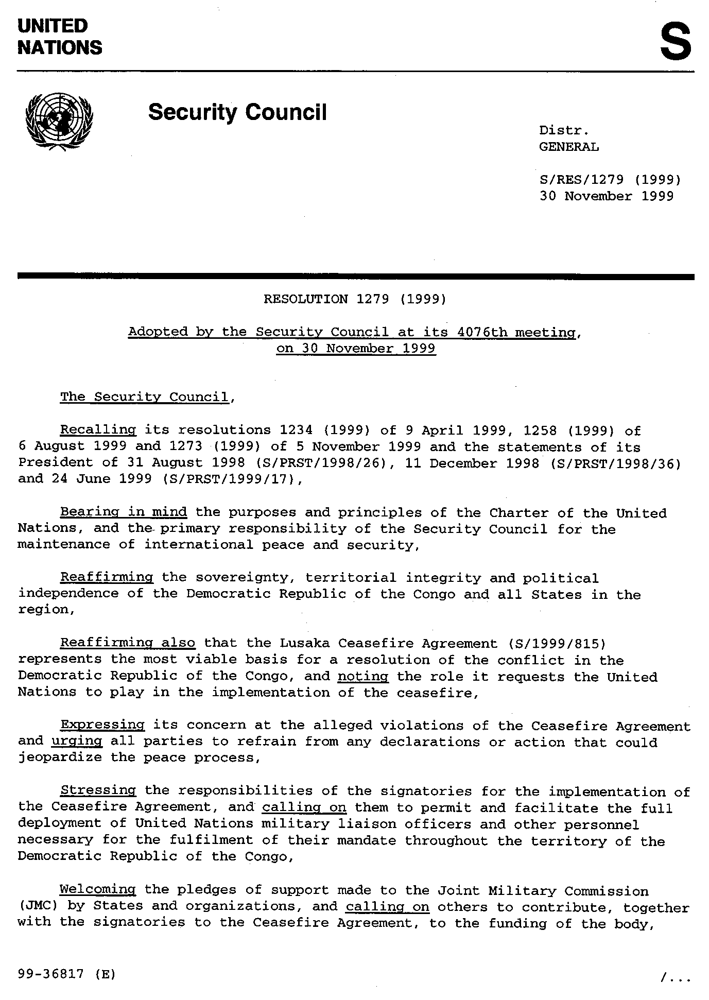 UNITED
NATIONS
S
Security Council
Distr.
GENERAL
S/RES/1279 (1999)
30 November 1999
RESOLUTION 1279 (1999)
Adopted by the Security Council at its 4076th meeting,
on 30 November 1999
The Security Council,
Recalling its resolutions 1234 (1999) of 9 April 1999, 1258 (1999) of
6 August 1999 and 1273 (1999) of 5 November 1999 and the statements of its
President of 31 August 1998 (S/PRST/1998/26), 11 December 1998 (S/PRST/1998/36)
and 24 June 1999 (S/PRST/1999/17),
Bearing in mind the purposes and principles of the Charter of the United
Nations, and the primary responsibility of the Security Council for the
maintenance of international peace and security,
Reaffirming the sovereignty, territorial integrity and political
independence of the Democratic Republic of the Congo and all States in the
region,
Reaffirming also that the Lusaka Ceasefire Agreement (S/1999/815)
represents the most viable basis for a resolution of the conflict in the
Democratic Republic of the Congo, and noting the role it requests the United
Nations to play in the implementation of the ceasefire,
Expressing its concern at the alleged violations of the Ceasefire Agreement
and urging all parties to refrain from any declarations or action that could
jeopardize the peace process,
Stressing the responsibilities of the signatories for the implementation of
the Ceasefire Agreement, and calling on them to permit and facilitate the full
deployment of United Nations military liaison officers and other personnel
necessary for the fulfilment of their mandate throughout the territory of the
Democratic Republic of the Congo,
Welcoming the pledges of support made to the Joint Military Commission
(JMC) by States and organizations, and calling on others to contribute, together
with the signatories to the Ceasefire Agreement, to the funding of the body,
99-36817 (E)
/...